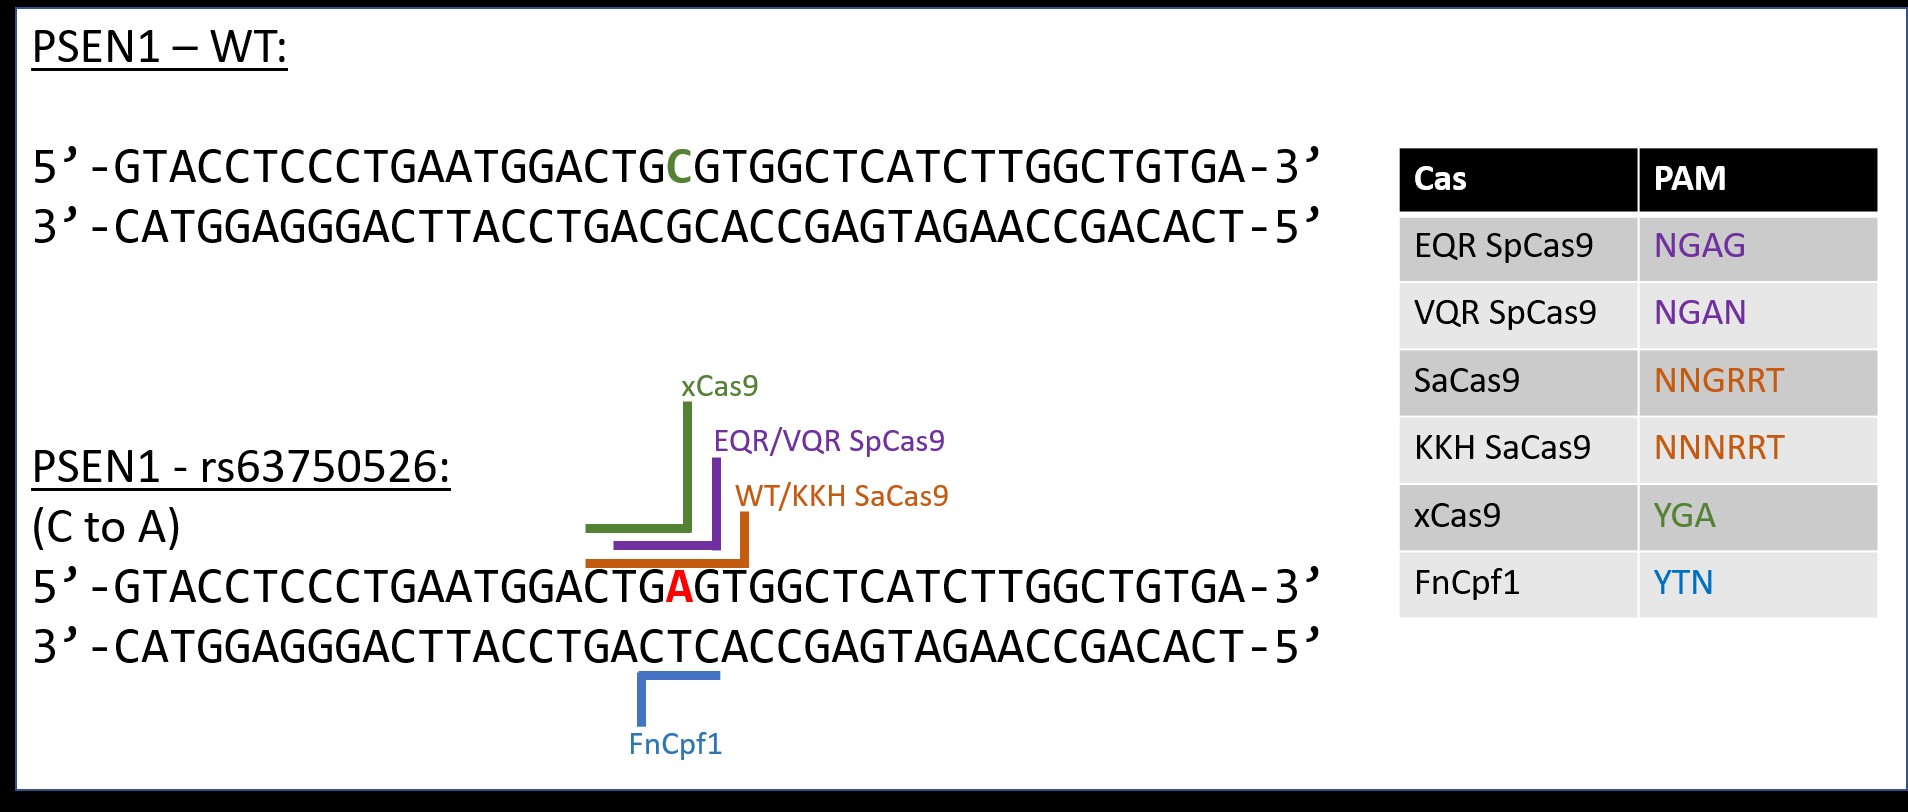 PSEN1 – WT:
5’-GTACCTCCCTGAATGGACTGCGTGGCTCATCTTGGCTGTGA-3’
3’-CATGGAGGGACTTACCTGACGCACCGAGTAGAACCGACACT-5’
Cas PAM
EQR SpCas9 NGAG
VQR SpCas9 NGAN
SaCas9 NNGRRT
KKH SaCas9 NNNRRT
xCas9 YGA
FnCpf1 YTN
xCas9
EQR/VQR SpCas9
WT/KKH SaCas9
PSEN1 - rs63750526:
(C to A)
5’-GTACCTCCCTGAATGGACTGAGTGGCTCATCTTGGCTGTGA-3’
3’-CATGGAGGGACTTACCTGACTCACCGAGTAGAACCGACACT-5’
FnCpf1